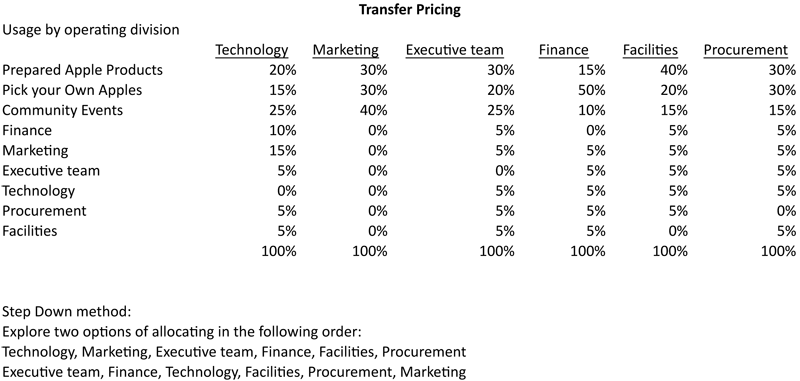 Transfer Pricing
Usage by operating division
Technology Marketing Executive team Finance Facilities Procurement
Prepared Apple Products 20% 30% 30% 15% 40% 30%
Pick your Own Apples 15% 30% 20% 50% 20% 30%
Community Events 25% 40% 25% 10% 15% 15%
Finance 10% 0% 5% 0% 5% 5%
Marketing 15% 0% 5% 5% 5% 5%
Executive team 5% 0% 0% 5% 5% 5%
Technology 0% 0% 5% 5% 5% 5%
Procurement 5% 0% 5% 5% 5% 0%
Facilities 5% 0% 5% 5% 0% 5%
100% 100% 100% 100% 100% 100%
Step Down method:
Explore two options of allocating in the following order:
Technology, Marketing, Executive team, Finance, Facilities, Procurement
Executive team, Finance, Technology, Facilities, Procurement, Marketing